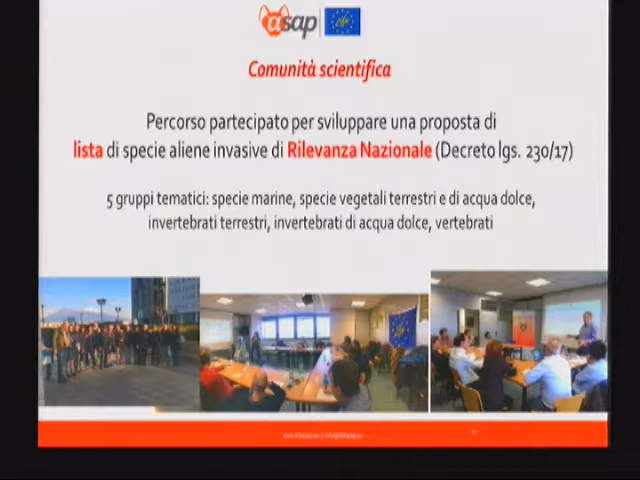 asap
Comunità scientifica
Percorso partecipato per sviluppare una proposta di
lista di specie aliene invasive di Rilevanza Nazionale (Decreto lgs. 230/17)
5 gruppi tematici: specie marine, specie vegetali terrestri e di acqua dolce,
invertebrati terrestri, invertebrati di acqua dolce, vertebrati